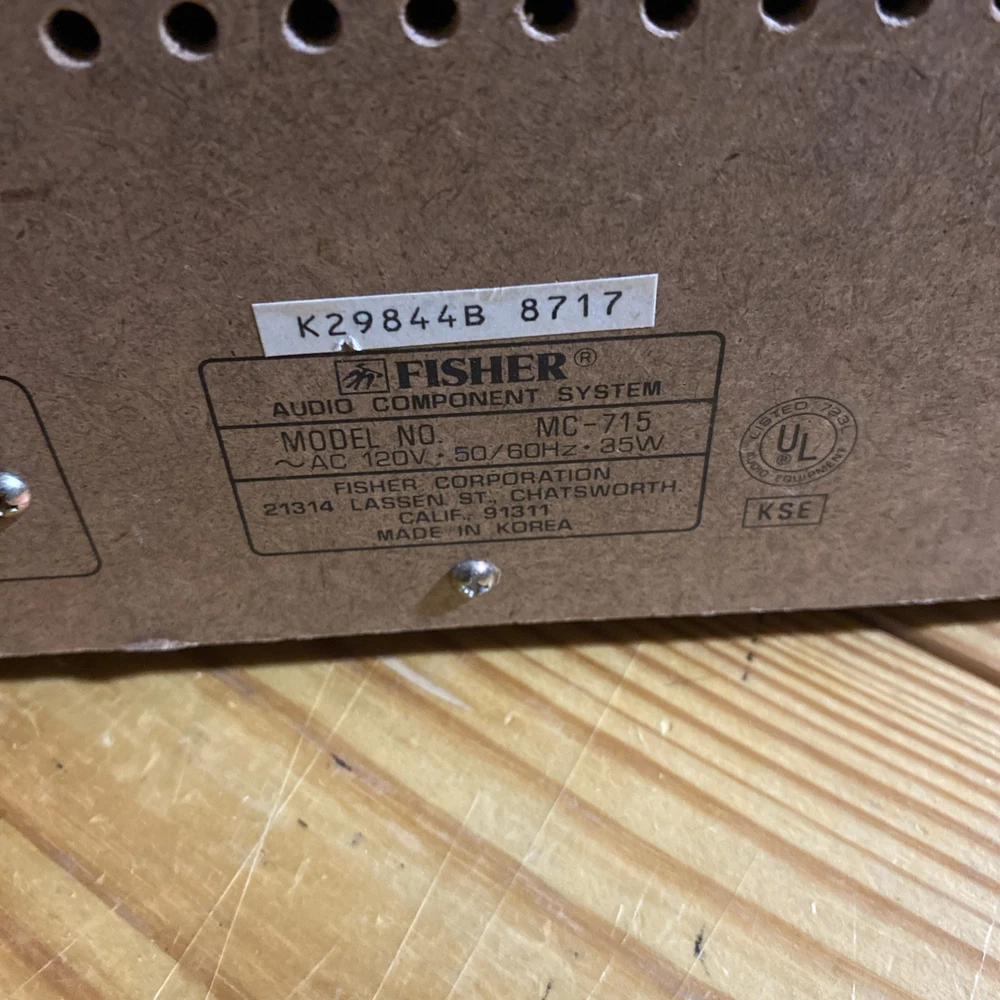 K29844B 8717
FISHER®
AUDIO COMPONENT SYSTEM
MODEL NO. MC-715
～AC 120V・50/60Hz・35W
FISHER CORPORATION
21314 LASSEN ST., CHATSWORTH.
CALIF., 91311
MADE IN KOREA
LISTED 723L
UL®
AUDIO EQUIPMENT
KSE